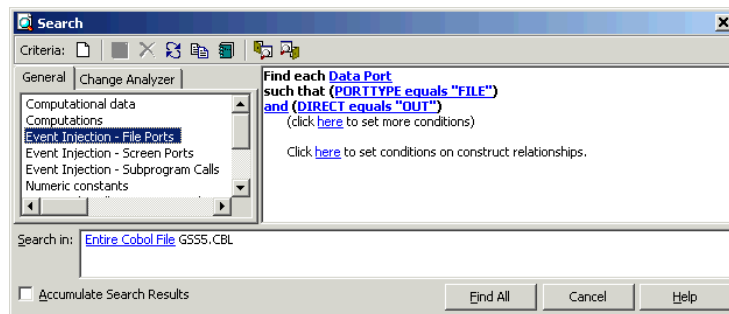 Search
Criteria:
General Change Analyzer
Computational data
Computations
Event Injection - File Ports
Event Injection - Screen Ports
Event Injection - Subprogram Calls
Numeric constants
Find each Data Port
such that (PORTTYPE equals "FILE")
and (DIRECT equals "OUT")
(click here to set more conditions)
Click here to set conditions on construct relationships.
Search in: Entire Cobol File GSS5.CBL
Accumulate Search Results
Find All Cancel Help